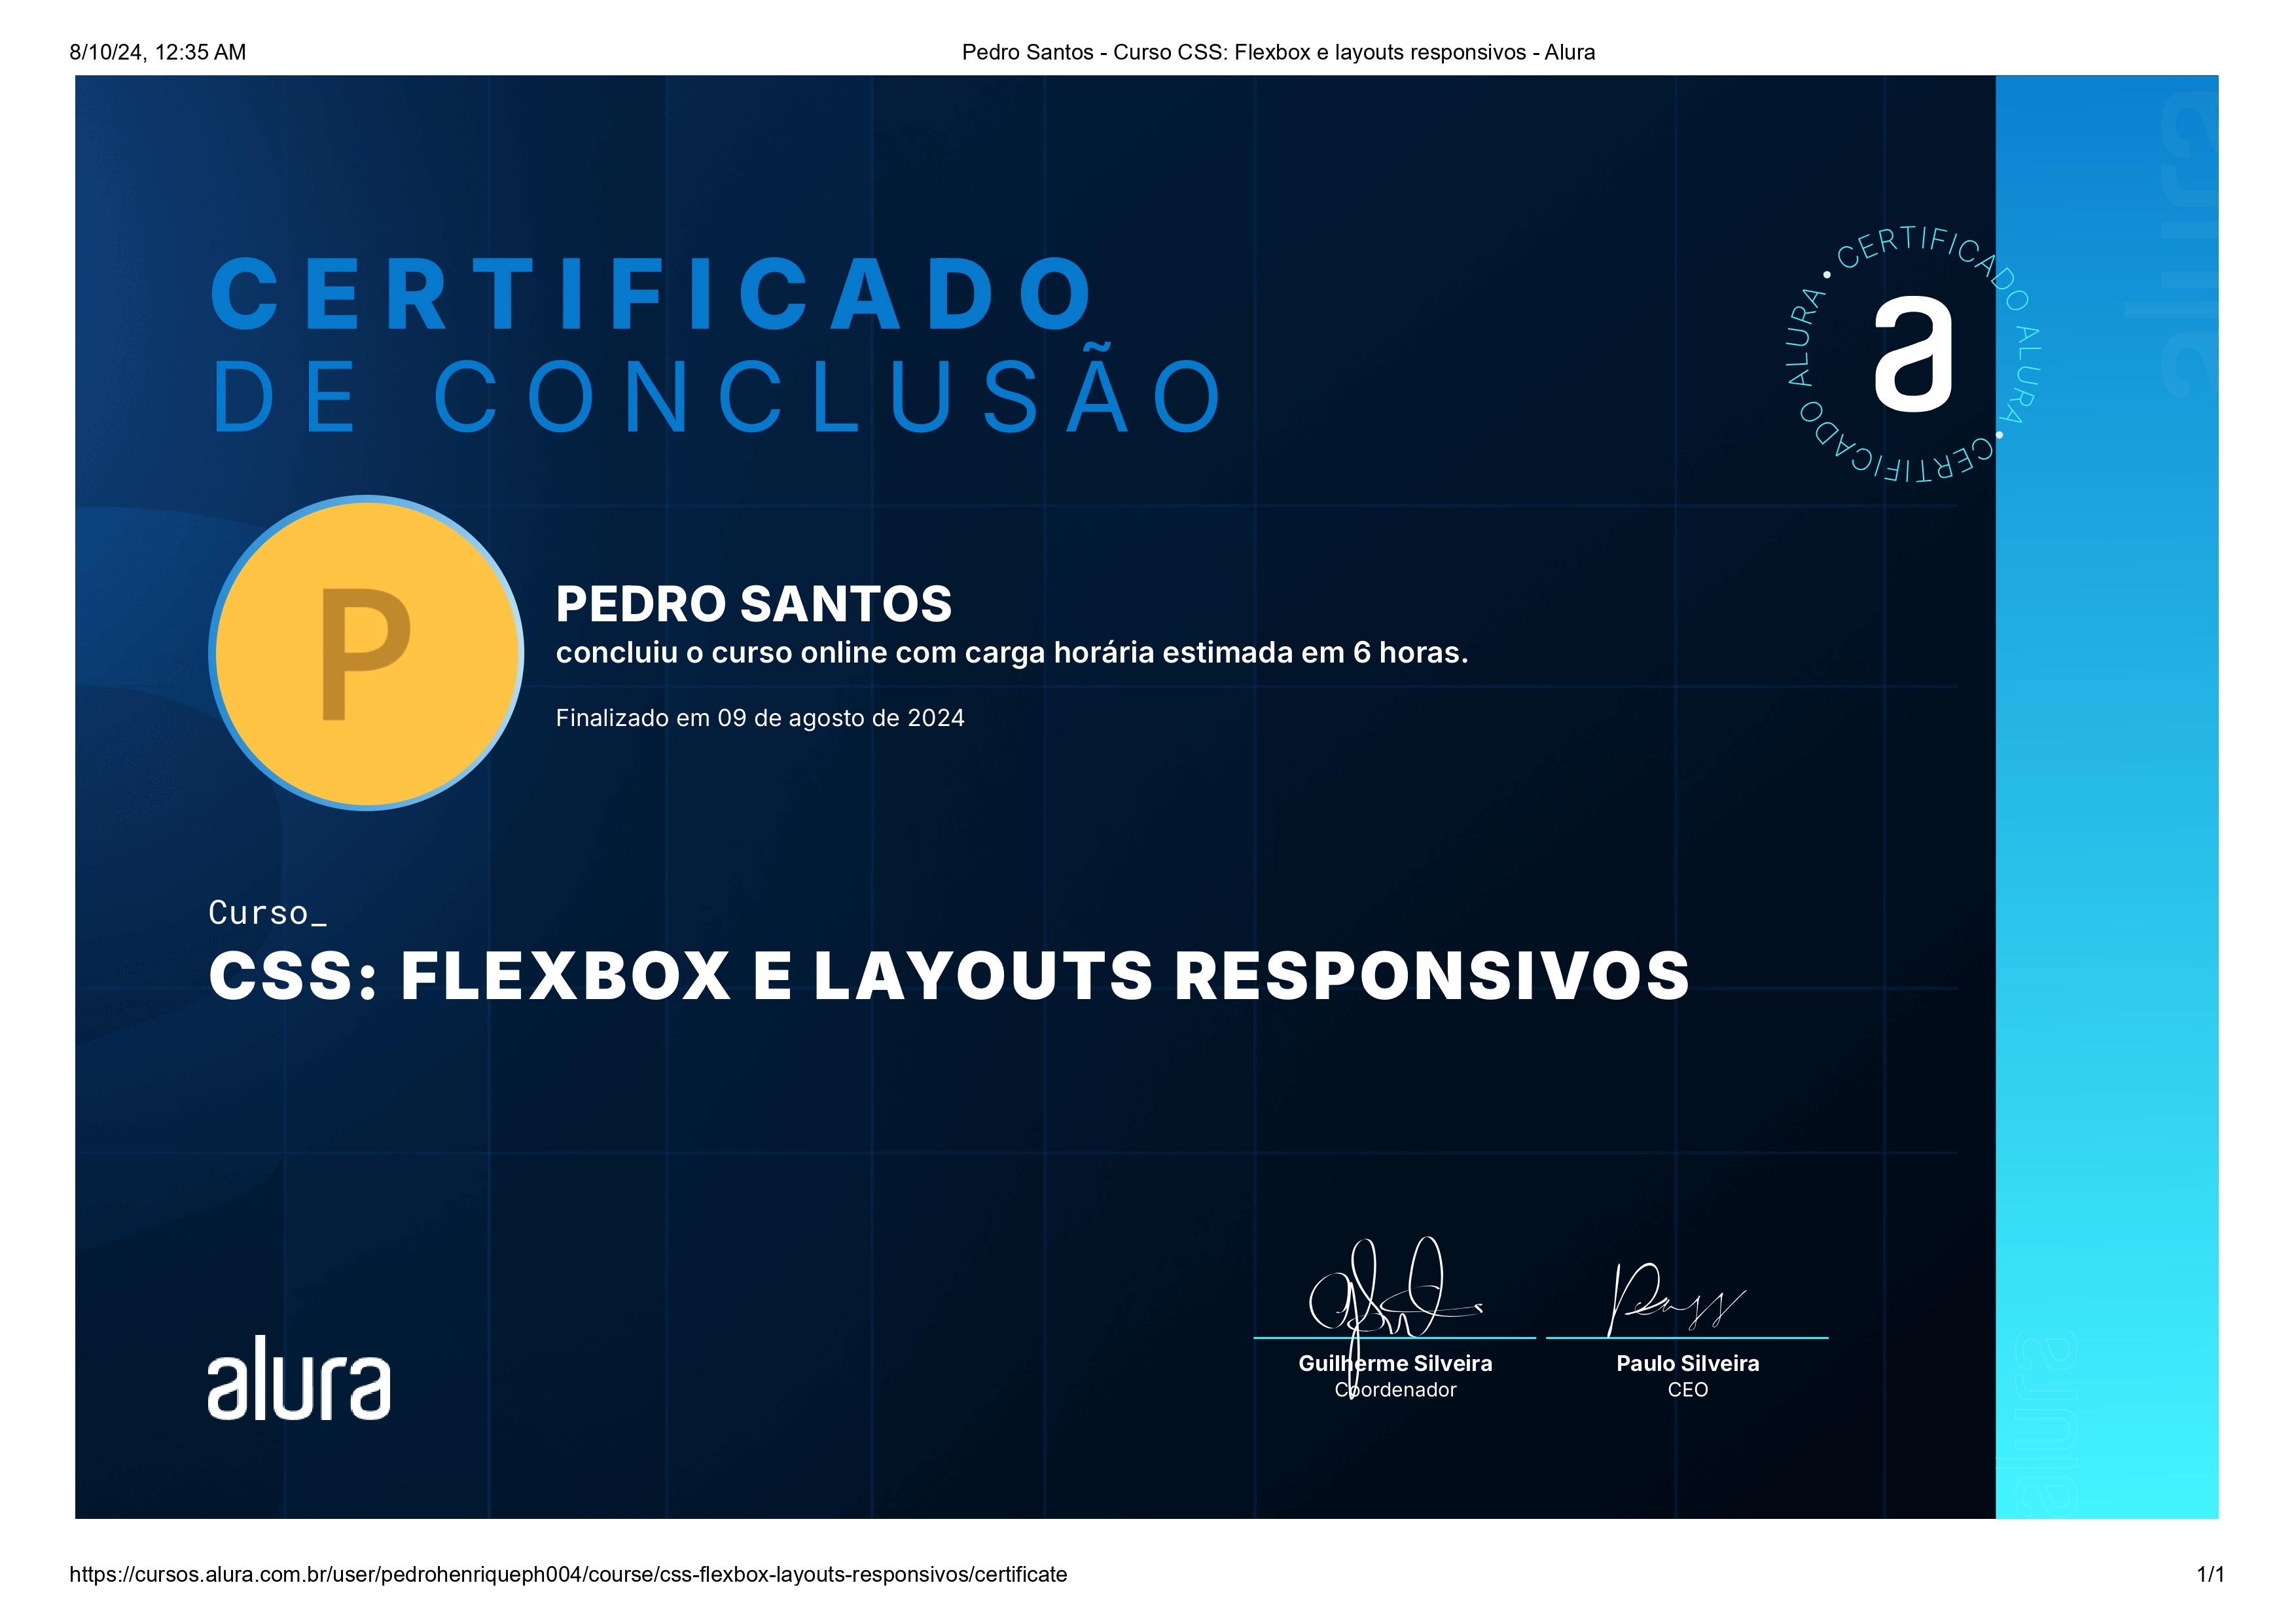 8/10/24, 12:35 AM
Pedro Santos - Curso CSS: Flexbox e layouts responsivos - Alura
alura
CERTIFICADO
DE CONCLUSÃO
CERTIFICADO ALURA • CERTIFICADO ALURA •
a
P
PEDRO SANTOS
concluiu o curso online com carga horária estimada em 6 horas.
Finalizado em 09 de agosto de 2024
Curso_
CSS: FLEXBOX E LAYOUTS RESPONSIVOS
alura
Guilherme Silveira
Coordenador
Paulo Silveira
CEO
alura
https://cursos.alura.com.br/user/pedrohenriqueph004/course/css-flexbox-layouts-responsivos/certificate
1/1